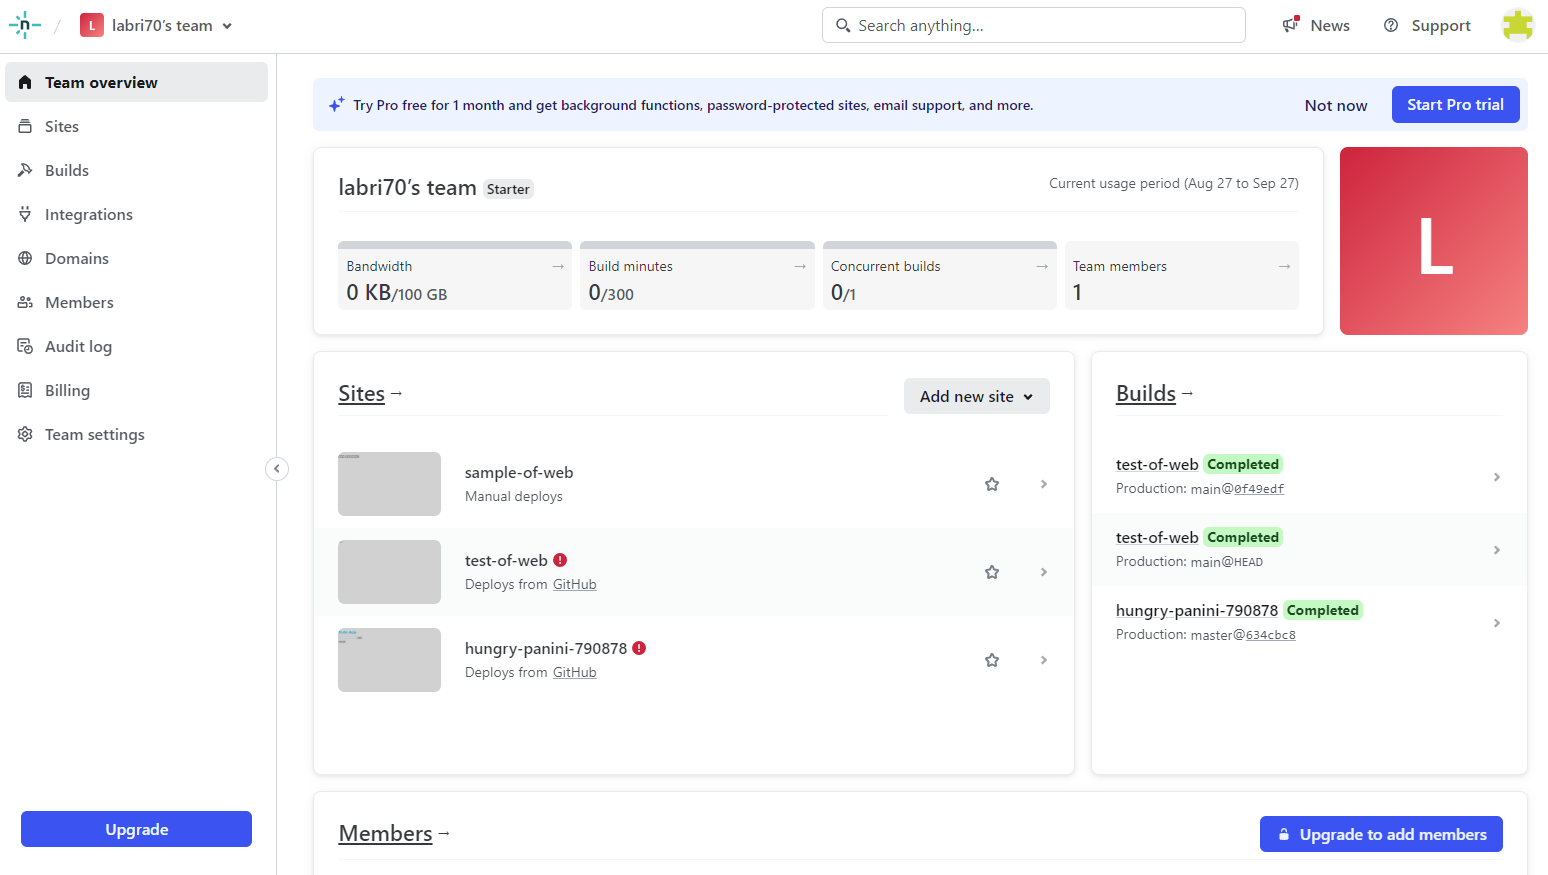 n / L labri70's team
Search anything...
News
Support
Team overview
Sites
Builds
Integrations
Domains
Members
Audit log
Billing
Team settings
Upgrade
Try Pro free for 1 month and get background functions, password-protected sites, email support, and more.
Not now
Start Pro trial
labri70's team Starter
Current usage period (Aug 27 to Sep 27)
Bandwidth →
0 KB/100 GB
Build minutes →
0/300
Concurrent builds →
0/1
Team members →
1
L
Sites →
Add new site
sample-of-web
Manual deploys
test-of-web !
Deploys from GitHub
hungry-panini-790878 !
Deploys from GitHub
Builds →
test-of-web Completed
Production: main@0f49edf
test-of-web Completed
Production: main@HEAD
hungry-panini-790878 Completed
Production: master@634cbc8
Members →
Upgrade to add members